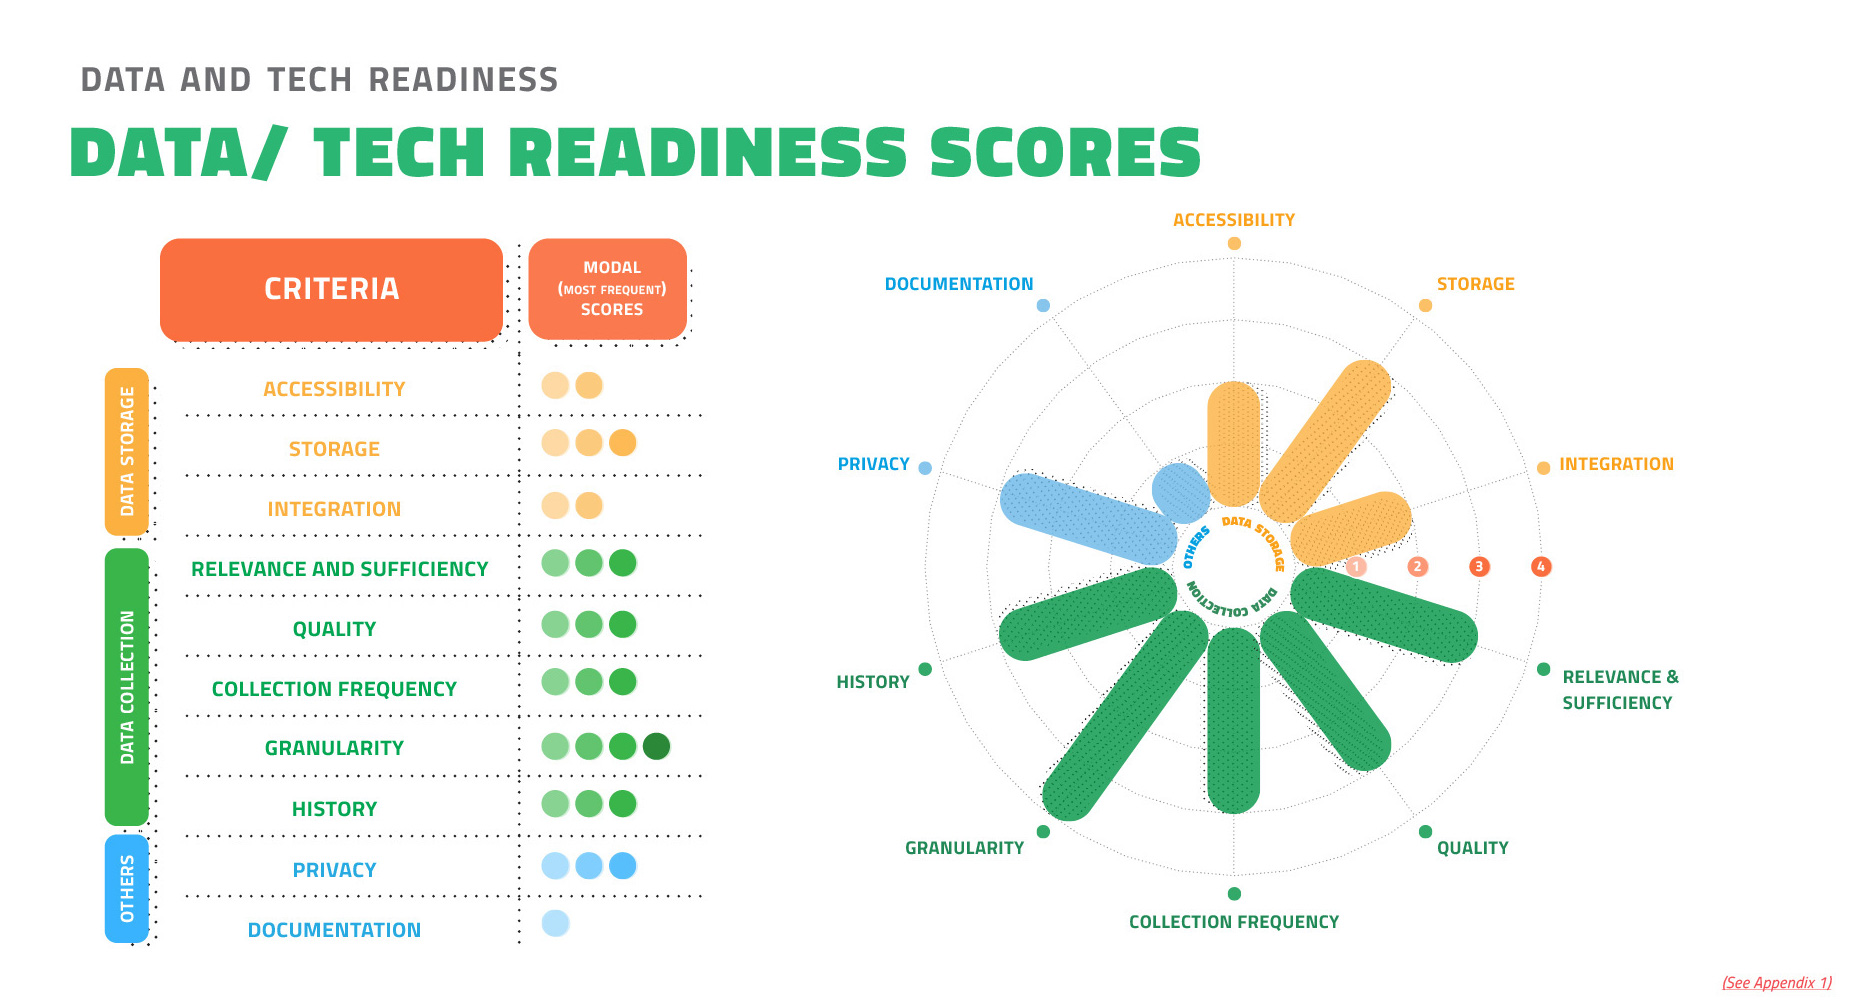 DATA AND TECH READINESS
DATA/ TECH READINESS SCORES
CRITERIA
MODAL
(MOST FREQUENT)
SCORES
DATA STORAGE
ACCESSIBILITY
STORAGE
INTEGRATION
DATA COLLECTION
RELEVANCE AND SUFFICIENCY
QUALITY
COLLECTION FREQUENCY
GRANULARITY
HISTORY
OTHERS
PRIVACY
DOCUMENTATION
ACCESSIBILITY
STORAGE
INTEGRATION
RELEVANCE &
SUFFICIENCY
QUALITY
COLLECTION FREQUENCY
GRANULARITY
HISTORY
PRIVACY
DOCUMENTATION
DATA STORAGE
DATA COLLECTION
OTHERS
1
2
3
4
(See Appendix 1)